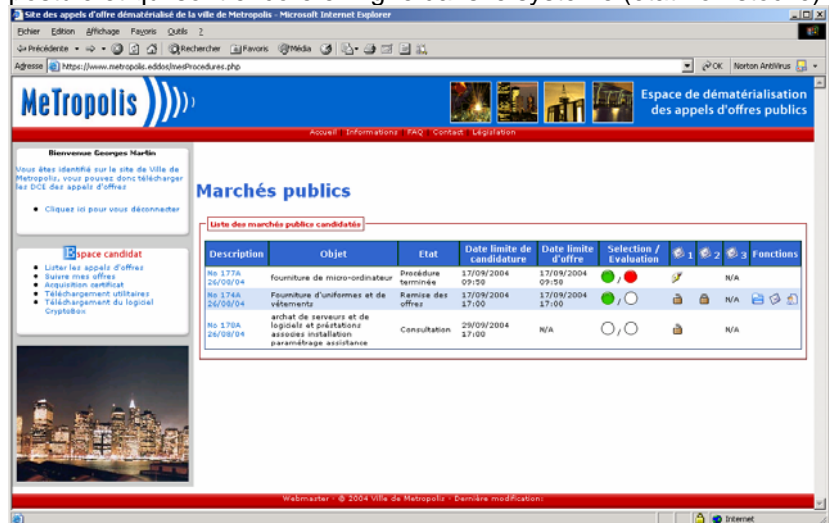 Site des appels d'offre dématérialisé de la ville de Metropolis - Microsoft Internet Explorer
Fichier Edition Affichage Favoris Outils ?
Précédente Rechercher Favoris Média
Adresse https://www.metropolis.eddos/mesProcedures.php OK Norton AntiVirus
MeTropolis
Espace de dématérialisation
des appels d'offres publics
Accueil Informations FAQ Contact Législation
Bienvenue Georges Martin
Vous êtes identifié sur le site de Ville de
Metropolis, vous pouvez donc télécharger
les DCE des appels d'offres
Cliquez ici pour vous déconnecter
Espace candidat
Lister les appels d'offres
Suivre mes offres
Acquisition certificat
Téléchargement utilitaires
Téléchargement du logiciel
CryptoBox
Marchés publics
Liste des marchés publics candidatés
Description Objet Etat Date limite de candidature Date limite d'offre Selection / Evaluation 1 2 3 Fonctions
No 177A 26/08/04 fourniture de micro-ordinateur Procédure terminée 17/09/2004 09:50 17/09/2004 09:50 / N/A
No 174A 26/08/04 Fourniture d'uniformes et de vétements Remise des offres 17/09/2004 17:00 17/09/2004 17:00 / N/A
No 170A 26/08/04 archat de serveurs et de logiciels et préstations associes installation paramétrage assistance Consultation 29/09/2004 17:00 N/A / N/A
Webmaster - © 2004 Ville de Metropolis - Dernière modification:
Internet